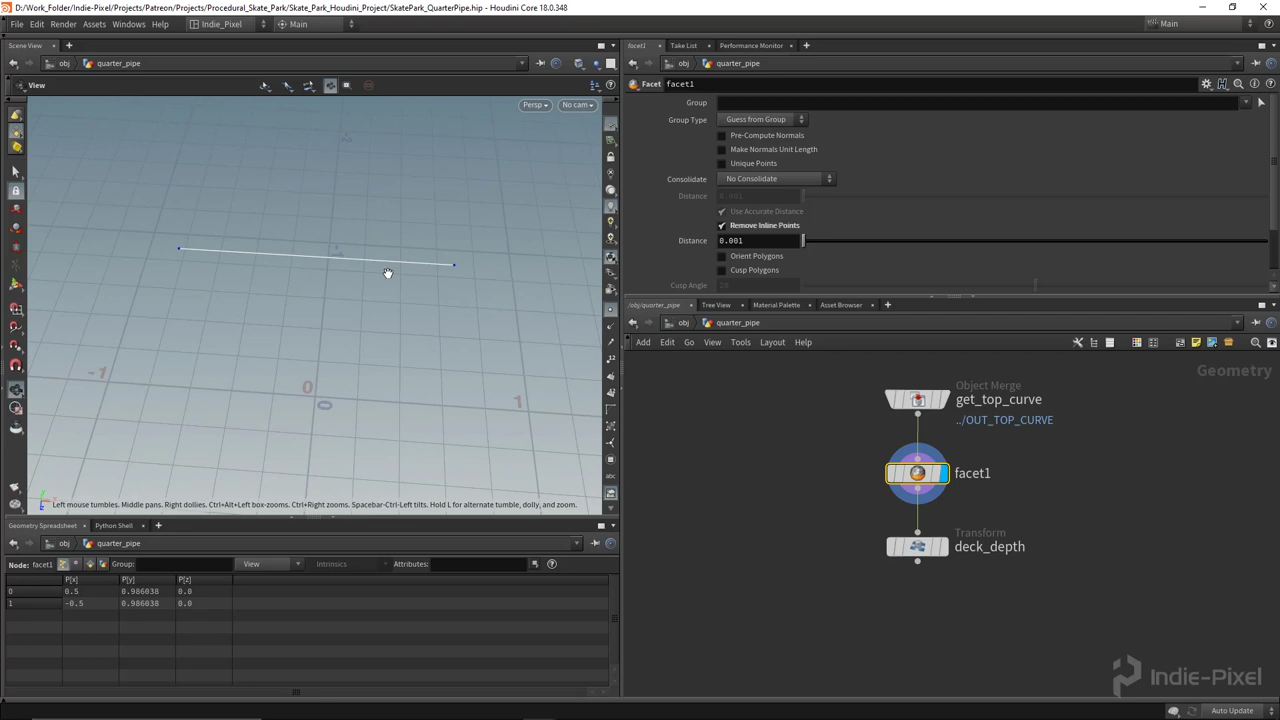 D:/Work_Folder/Indie-Pixel/Projects/Patreon/Projects/Procedural_Skate_Park/Skate_Park_Houdini_Project/SkatePark_QuarterPipe.hip - Houdini Core 18.0.348
File Edit Render Assets Windows Help Indie_Pixel Main Main
Scene View
obj quarter_pipe
View
Persp No cam
-1
0
0
1
Left mouse tumbles. Middle pans. Right dollies. Ctrl+Alt+Left box-zooms. Ctrl+Right zooms. Spacebar-Ctrl-Left tilts. Hold L for alternate tumble, dolly, and zoom.
Geometry Spreadsheet Python Shell
obj quarter_pipe
Node: facet1 Group: View Intrinsics Attributes:
P[x] P[y] P[z]
0 0.5 0.986038 0.0
1 -0.5 0.986038 0.0
facet1 Take List Performance Monitor
obj quarter_pipe
Facet facet1
Group
Group Type Guess from Group
Pre-Compute Normals
Make Normals Unit Length
Unique Points
Consolidate No Consolidate
Distance 0.001
Use Accurate Distance
Remove Inline Points
Distance 0.001
Orient Polygons
Cusp Polygons
Cusp Angle 20
/obj/quarter_pipe Tree View Material Palette Asset Browser
obj quarter_pipe
Add Edit Go View Tools Layout Help
Geometry
Object Merge
get_top_curve
../OUT_TOP_CURVE
facet1
Transform
deck_depth
Indie-Pixel
Auto Update